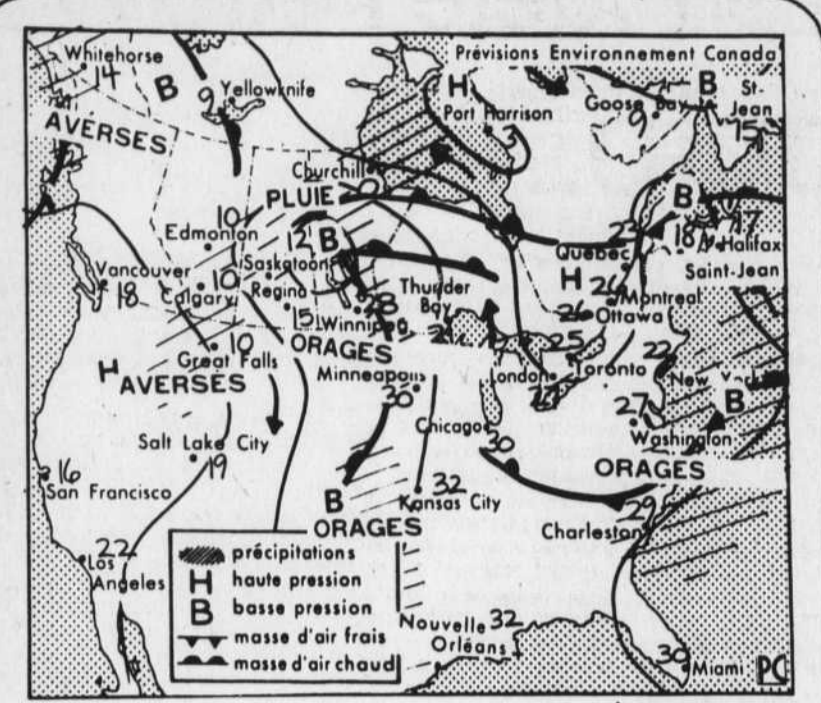 Prévisions Environnement Canada
Whitehorse
14
B
Yellowknife
9
H
Port Harrison
3
Goose Bay
9
B
St-
Jean
15
AVERSES
Churchill
0
PLUIE
10
Edmonton
12
B
Saskatoon
23
B
17
18
Halifax
Québec
Saint-Jean
Vancouver
18
10
Calgary
Regina
15
28
Winnipeg
Thunder
Bay
H
Montréal
26
Ottawa
10
Great Falls
ORAGES
25
Toronto
22
New York
H
AVERSES
Minneapolis
30
London
B
Chicago
30
27
Washington
Salt Lake City
19
ORAGES
16
San Francisco
B
32
Kansas City
ORAGES
29
Charleston
22
Los
Angeles
précipitations
H haute pression
B basse pression
masse d'air frais
masse d'air chaud
Nouvelle 32
Orléans
30
Miami
PC